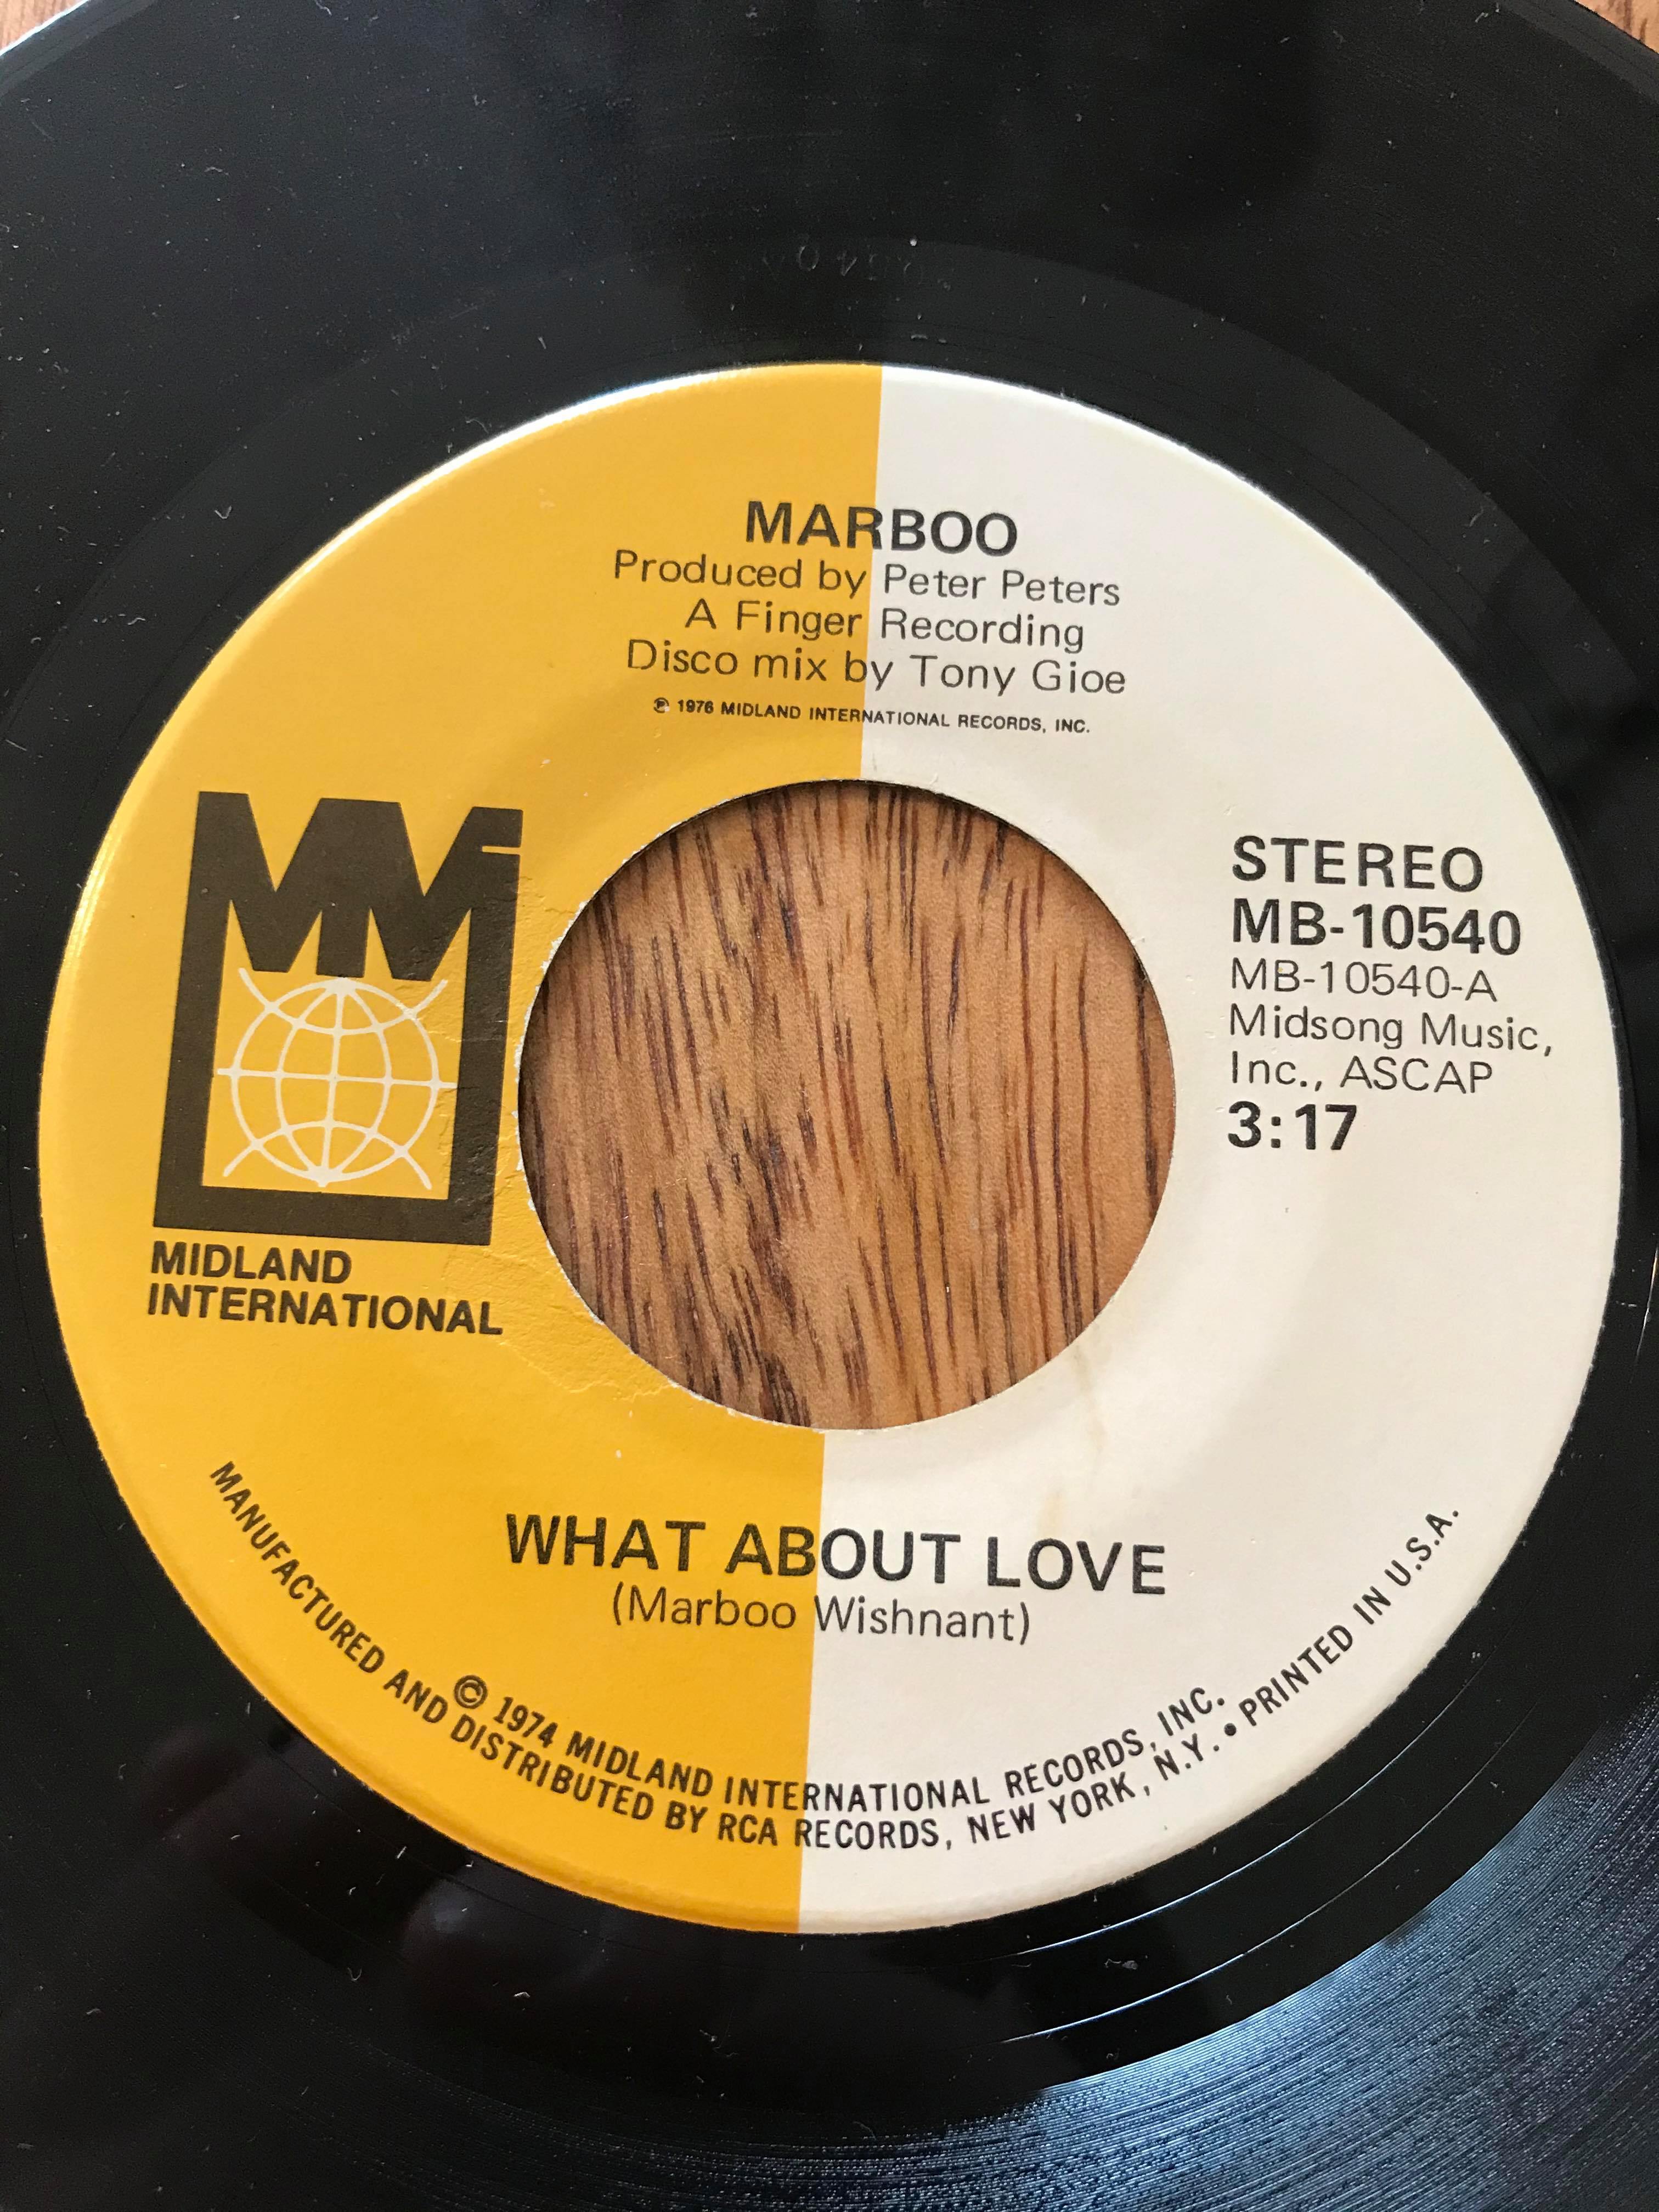 MARBOO
Produced by Peter Peters
A Finger Recording
Disco mix by Tony Gioe
℗ 1976 MIDLAND INTERNATIONAL RECORDS, INC.
MIDLAND
INTERNATIONAL
STEREO
MB-10540
MB-10540-A
Midsong Music,
Inc., ASCAP
3:17
WHAT ABOUT LOVE
(Marboo Wishnant)
© 1974 MIDLAND INTERNATIONAL RECORDS, INC.
MANUFACTURED AND DISTRIBUTED BY RCA RECORDS, NEW YORK, N.Y. • PRINTED IN U.S.A.